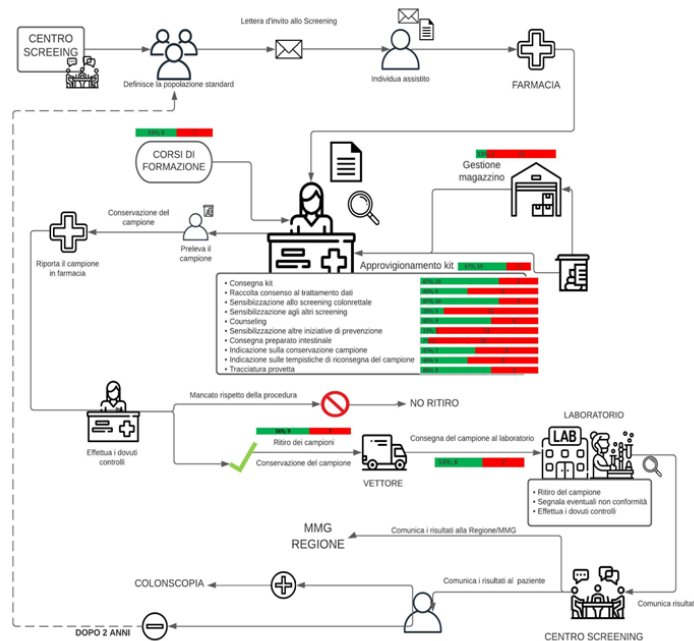 CENTRO
SCREEING
Lettera d'invito allo Screening
Definisce la popolazione standard
Individua assistito
FARMACIA
CORSI DI
FORMAZIONE
Gestione
magazzino
Conservazione del
campione
Preleva il
campione
Riporta il campione
in farmacia
Approvigionamento kit
• Consegna kit
• Raccolta consenso al trattamento dati
• Sensibiizzazione allo screening colonrettale
• Sensibilizzazione agli altri screening
• Counseling
• Sensibilizzazione altre iniziative di prevenzione
• Consegna preparato intestinale
• Indicazione sulla conservazione campione
• Indicazione sulle tempistiche di riconsegna del campione
• Tracciatura provetta
Mancato rispetto della procedura
NO RITIRO
Effettua i dovuti
controlli
Ritiro dei campioni
Conservazione del campione
VETTORE
Consegna del campione al laboratorio
LABORATORIO
LAB
• Ritiro del campione
• Segnala eventuali non conformità
• Effettua i dovuti controlli
MMG
REGIONE
Comunica i risultati alla Regione/MMG
COLONSCOPIA
Comunica i risultati al paziente
Comunica risultat
CENTRO SCREENING
DOPO 2 ANNI